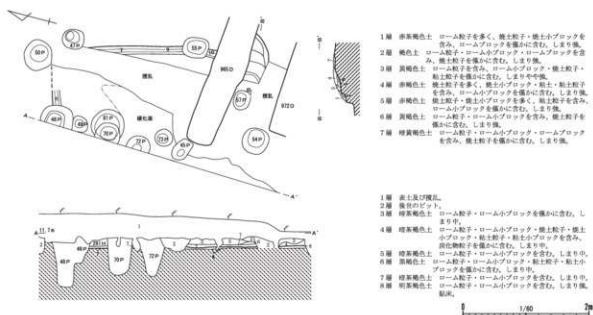 50P
47P
55P
985D
攪乱
57P
972D
54P
48P
91P
70P
硬化面
72P
45P
A
A'
1層 赤茶褐色土 ローム粒子を多く、焼土粒子・焼土小ブロックを
含み、ロームブロックを僅かに含む。しまり強。
2層 褐色土 ローム粒子・ローム小ブロック・ロームブロックを含
み、焼土粒子を僅かに含む。しまり強。
3層 黄褐色土 ローム粒子を含み、ローム小ブロック・焼土粒子・
粘土粒子を僅かに含む。しまりやや強。
4層 赤褐色土 焼土粒子を多く、焼土小ブロック・粘土・粘土粒子
を含み、ローム小ブロックを僅かに含む。しまり強。
5層 赤褐色土 焼土粒子・焼土小ブロックを多く、粘土粒子を含み、
ローム小ブロックを僅かに含む。しまり強。
6層 黄褐色土 ローム粒子・ローム小ブロックを含み、焼土粒子を
僅かに含む。しまり強。
7層 暗黄褐色土 ローム粒子・ローム小ブロック・ロームブロック
を含み、焼土粒子を僅かに含む。しまり強。
1層 表土及び攪乱。
2層 後世のピット。
3層 暗茶褐色土 ローム粒子・ローム小ブロックを僅かに含む。し
まり中。
4層 暗茶褐色土 ローム粒子・ローム小ブロック・焼土粒子・焼土
小ブロック・粘土粒子・粘土小ブロックを含み、
炭化物粒子を僅かに含む。しまり中。
5層 暗茶褐色土 ローム粒子・ローム小ブロックを含む。しまり中。
6層 黒褐色土 ローム粒子・ローム小ブロック・粘土粒子・粘土小
ブロックを僅かに含む。しまり中。
7層 暗茶褐色土 ローム粒子・ローム小ブロックを含む。しまり中。
8層 明茶褐色土 ローム粒子・ローム小ブロックを含む。しまり強。
貼床。
A 11.7m
A'
48P
48P
70P
72P
0 1/60 2m